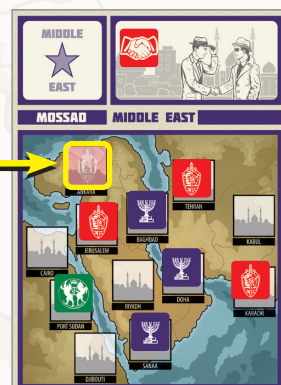 MIDDLE
EAST
MOSSAD MIDDLE EAST
ANKARA
TEHRAN
JERUSALEM
BAGHDAD
KABUL
CAIRO
RIYADH
DOHA
KARACHI
PORT SUDAN
SANAA
DJIBOUTI